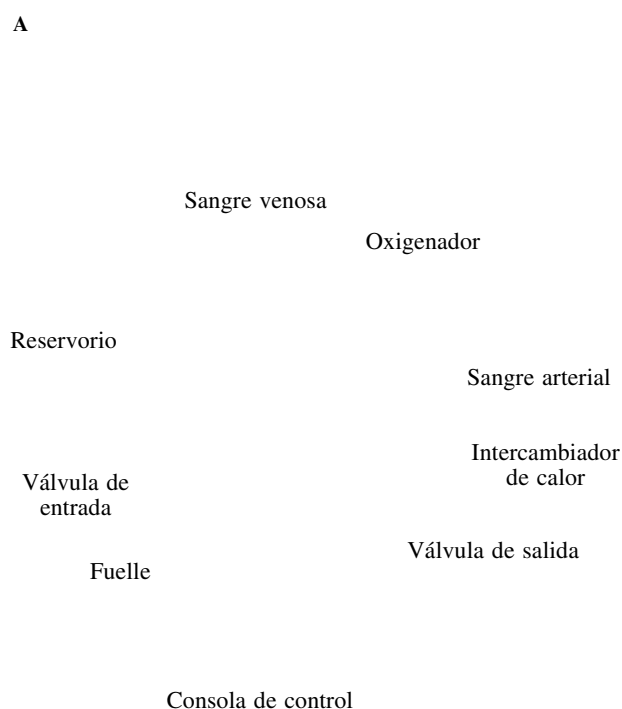 A
Sangre venosa
Oxigenador
Reservorio
Sangre arterial
Intercambiador
de calor
Válvula de
entrada
Válvula de salida
Fuelle
Consola de control